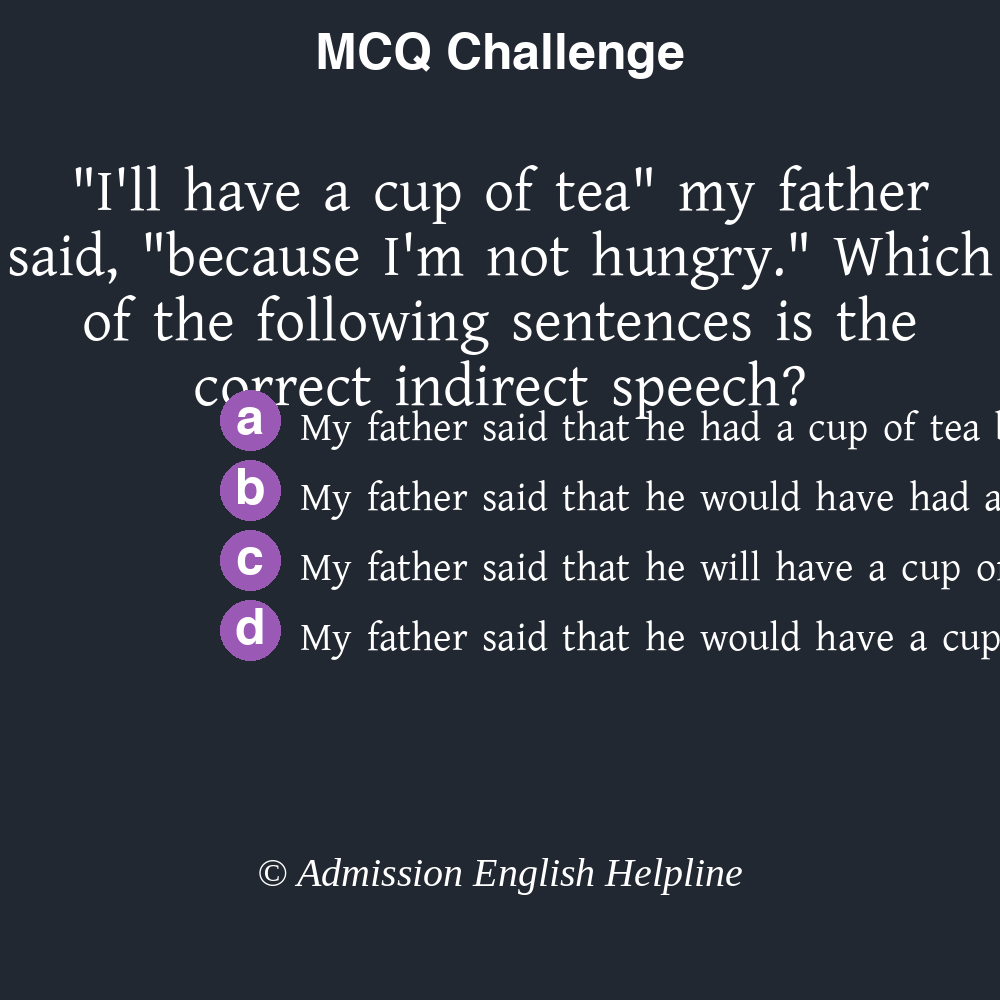 MCQ Challenge
"I'll have a cup of tea" my father
said, "because I'm not hungry." Which
of the following sentences is the
correct indirect speech?
a My father said that he had a cup of tea
b My father said that he would have had a
c My father said that he will have a cup of
d My father said that he would have a cup
© Admission English Helpline